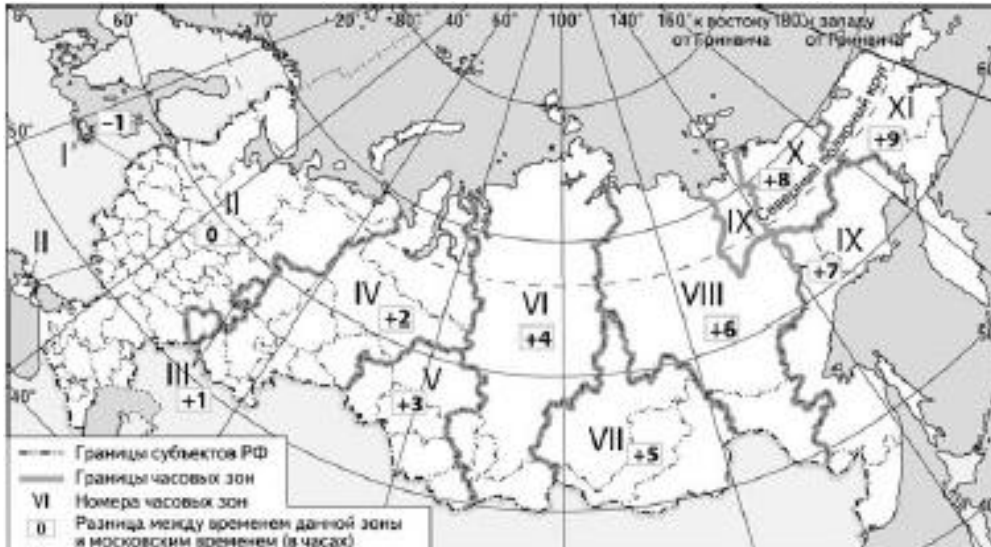 60° 70° 20° 80° 40° 60° 100° 140° 160° к востоку 180° к западу
от Гринвича от Гринвича
60
50°
-1
I
XI
+9
X
+8
Северный полярный круг
II
0
II
IX
IX
+7
IV
+2
VI
+4
VIII
+6
III
+1
V
+3
VII
+5
40°
Границы субъектов РФ
Границы часовых зон
VI Номера часовых зон
0 Разница между временем данной зоны
и московским временем (в часах)